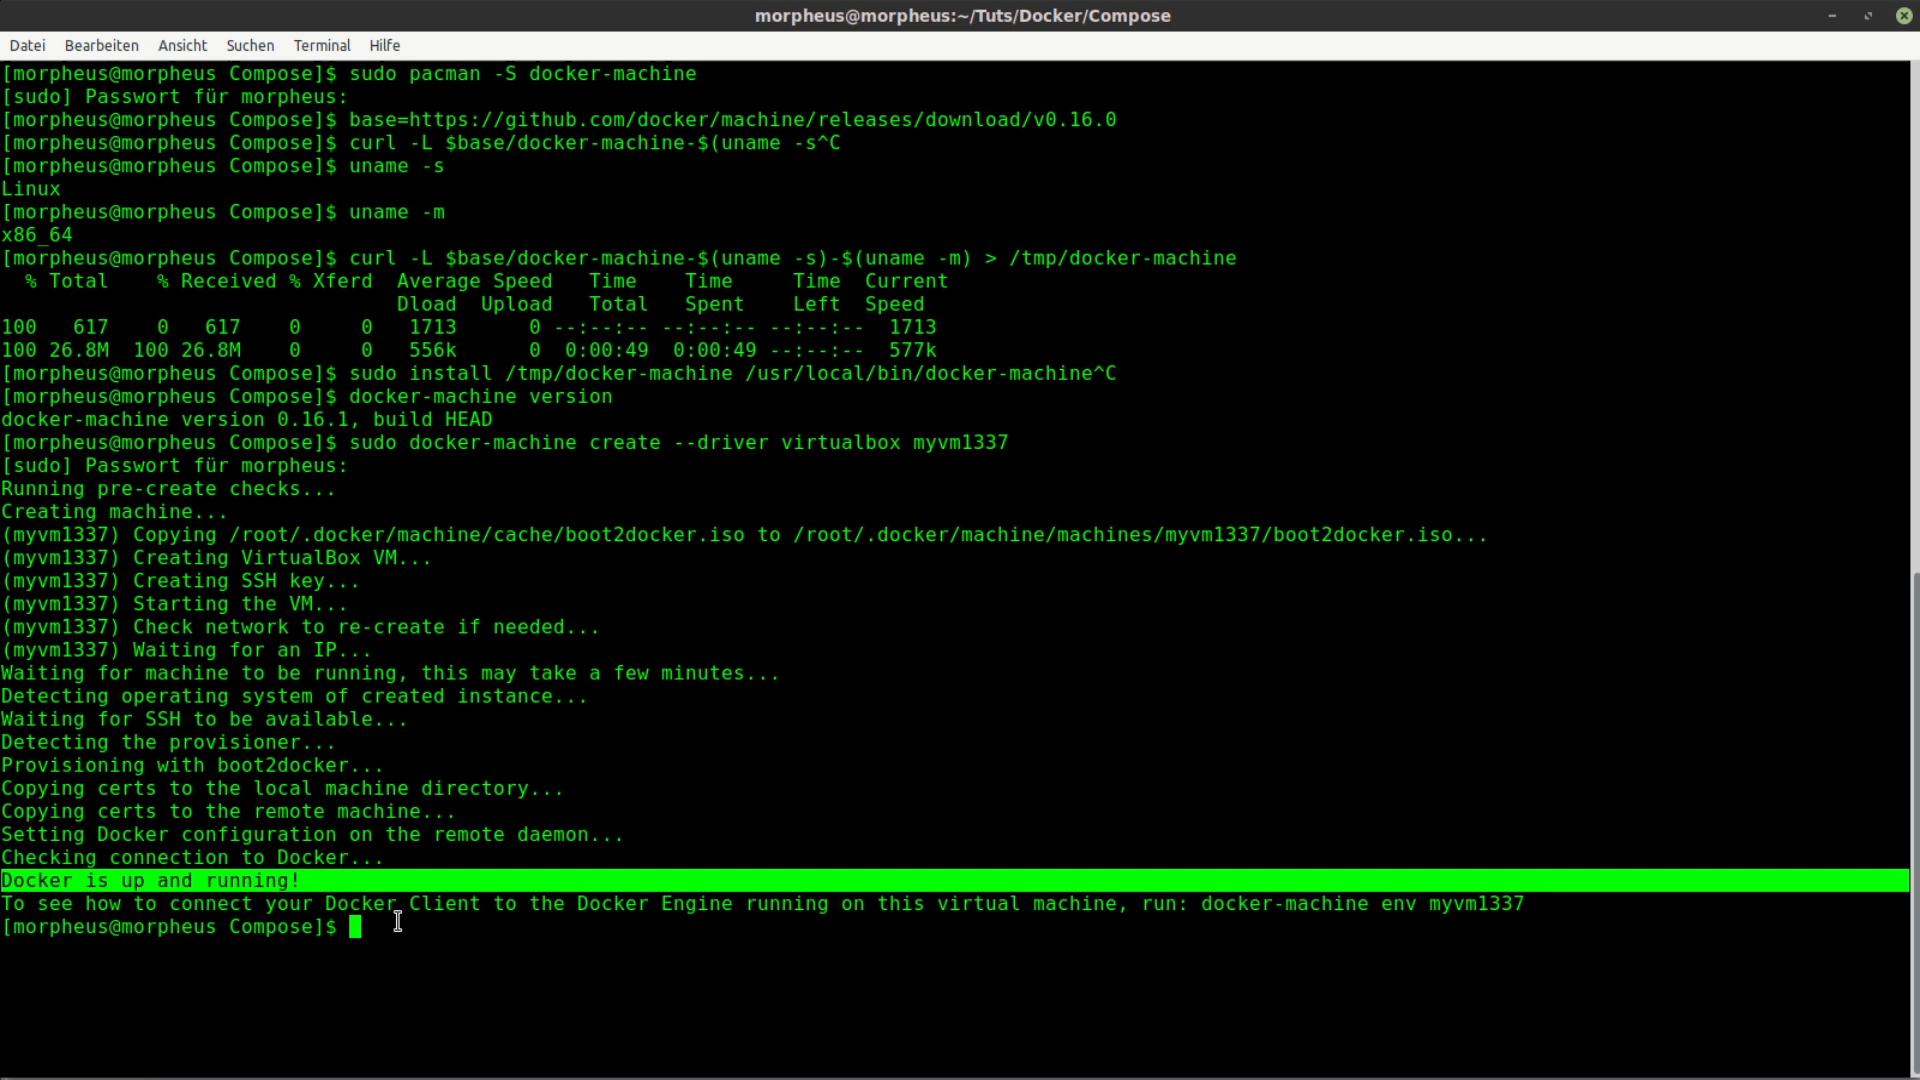 morpheus@morpheus:~/Tuts/Docker/Compose
Datei Bearbeiten Ansicht Suchen Terminal Hilfe
[morpheus@morpheus Compose]$ sudo pacman -S docker-machine
[sudo] Passwort für morpheus:
[morpheus@morpheus Compose]$ base=https://github.com/docker/machine/releases/download/v0.16.0
[morpheus@morpheus Compose]$ curl -L $base/docker-machine-$(uname -s^C
[morpheus@morpheus Compose]$ uname -s
Linux
[morpheus@morpheus Compose]$ uname -m
x86_64
[morpheus@morpheus Compose]$ curl -L $base/docker-machine-$(uname -s)-$(uname -m) > /tmp/docker-machine
  % Total    % Received % Xferd  Average Speed   Time    Time     Time  Current
                                 Dload  Upload   Total   Spent    Left  Speed
100   617    0   617    0     0   1713      0 --:--:-- --:--:-- --:--:--  1713
100 26.8M  100 26.8M    0     0   556k      0  0:00:49  0:00:49 --:--:--  577k
[morpheus@morpheus Compose]$ sudo install /tmp/docker-machine /usr/local/bin/docker-machine^C
[morpheus@morpheus Compose]$ docker-machine version
docker-machine version 0.16.1, build HEAD
[morpheus@morpheus Compose]$ sudo docker-machine create --driver virtualbox myvm1337
[sudo] Passwort für morpheus:
Running pre-create checks...
Creating machine...
(myvm1337) Copying /root/.docker/machine/cache/boot2docker.iso to /root/.docker/machine/machines/myvm1337/boot2docker.iso...
(myvm1337) Creating VirtualBox VM...
(myvm1337) Creating SSH key...
(myvm1337) Starting the VM...
(myvm1337) Check network to re-create if needed...
(myvm1337) Waiting for an IP...
Waiting for machine to be running, this may take a few minutes...
Detecting operating system of created instance...
Waiting for SSH to be available...
Detecting the provisioner...
Provisioning with boot2docker...
Copying certs to the local machine directory...
Copying certs to the remote machine...
Setting Docker configuration on the remote daemon...
Checking connection to Docker...
Docker is up and running!
To see how to connect your Docker Client to the Docker Engine running on this virtual machine, run: docker-machine env myvm1337
[morpheus@morpheus Compose]$